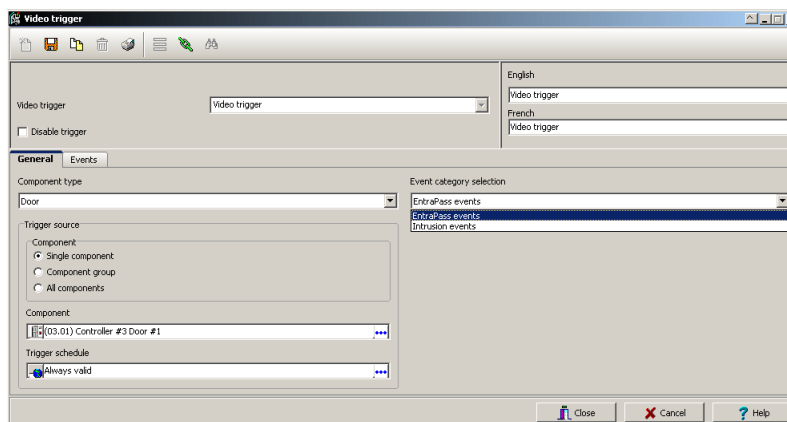 Video trigger
English
Video trigger
Video trigger
Video trigger
French
Disable trigger
Video trigger
General
Events
Component type
Event category selection
Door
EntraPass events
EntraPass events
Intrusion events
Trigger source
Component
Single component
Component group
All components
Component
(03.01) Controller #3 Door #1
Trigger schedule
Always valid
Close
Cancel
? Help